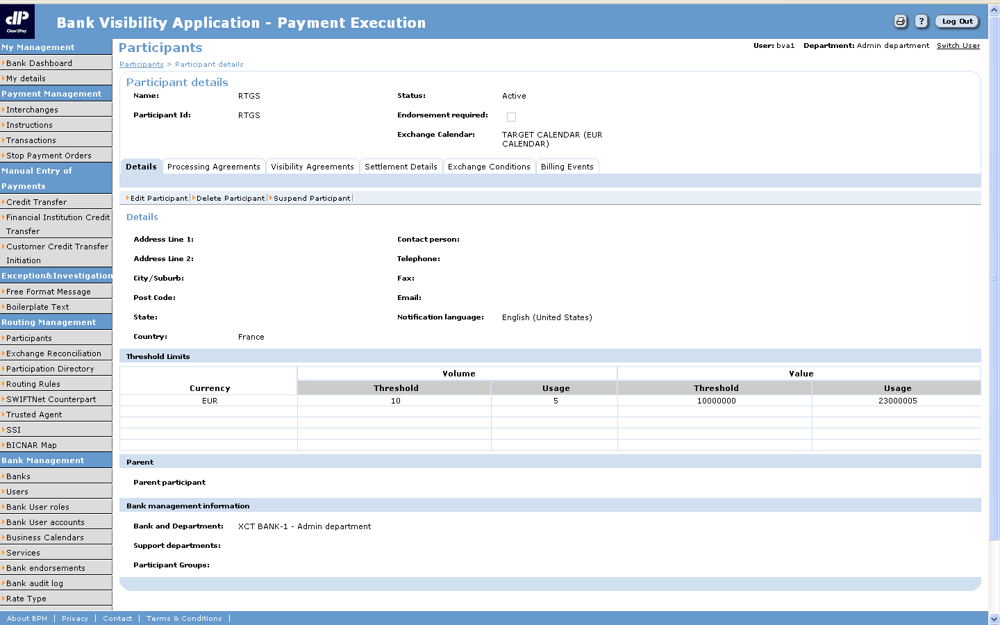 clp
Clear2Pay
Bank Visibility Application - Payment Execution
?
Log Out
My Management
Bank Dashboard
My details
Payment Management
Interchanges
Instructions
Transactions
Stop Payment Orders
Manual Entry of
Payments
Credit Transfer
Financial Institution Credit
Transfer
Customer Credit Transfer
Initiation
Exception&Investigation
Free Format Message
Boilerplate Text
Routing Management
Participants
Exchange Reconciliation
Participation Directory
Routing Rules
SWIFTNet Counterpart
Trusted Agent
SSI
BICNAR Map
Bank Management
Banks
Users
Bank User roles
Bank User accounts
Business Calendars
Services
Bank endorsements
Bank audit log
Rate Type
Participants
User: bva1 Department: Admin department Switch User
Participants > Participant details
Participant details
Name: RTGS Status: Active
Participant Id: RTGS Endorsement required:
Exchange Calendar: TARGET CALENDAR (EUR
CALENDAR)
Details Processing Agreements Visibility Agreements Settlement Details Exchange Conditions Billing Events
Edit Participant Delete Participant Suspend Participant
Details
Address Line 1: Contact person:
Address Line 2: Telephone:
City/Suburb: Fax:
Post Code: Email:
State: Notification language: English (United States)
Country: France
Threshold Limits
Volume Value
Currency Threshold Usage Threshold Usage
EUR 10 5 10000000 23000005
Parent
Parent participant
Bank management information
Bank and Department: XCT BANK-1 - Admin department
Support departments:
Participant Groups:
About BPH | Privacy | Contact | Terms & Conditions |